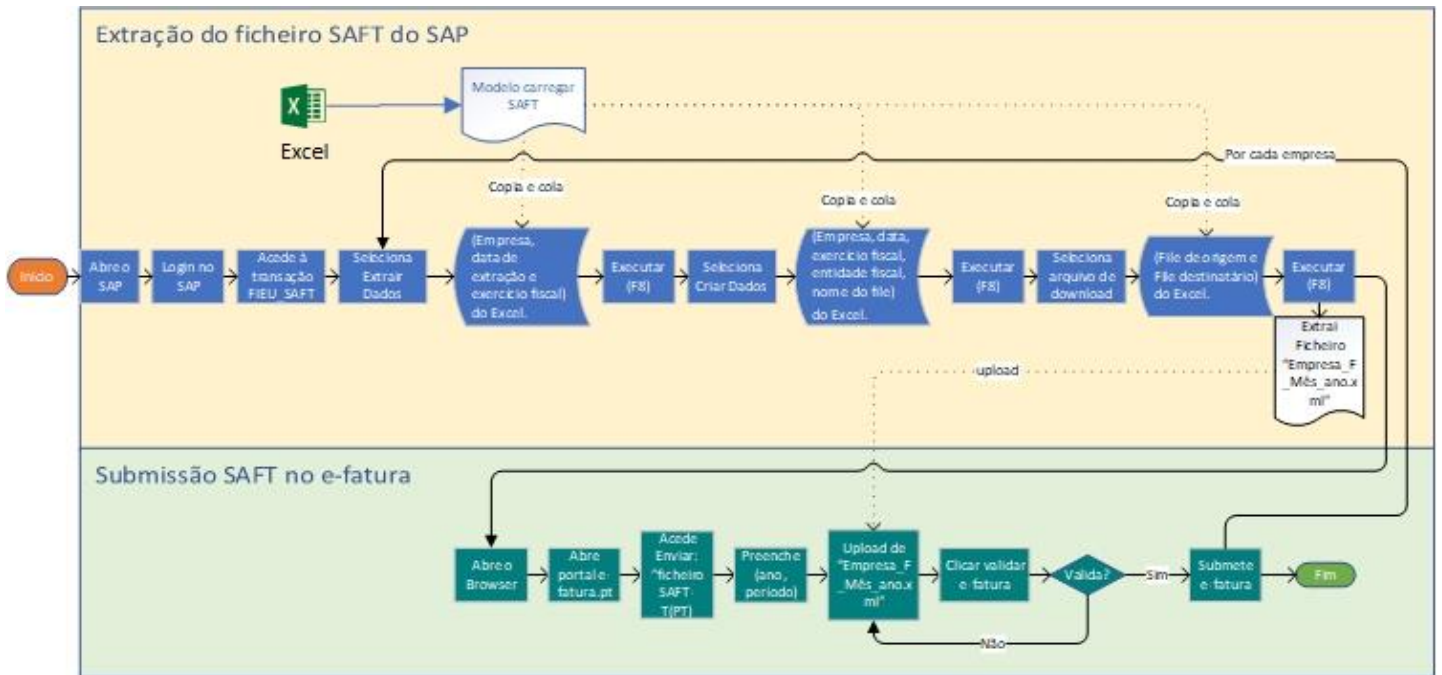 Extração do ficheiro SAFT do SAP
Modelo carregar
SAFT
Excel
Por cada empresa
Copia e cola
Copia e cola
Copia e cola
Início
Abre o
SAP
Login no
SAP
Acede à
transação
FIEU_SAFT
Seleciona
Extrair
Dados
(Empresa,
data de
extração e
exercício fiscal)
do Excel.
Executar
(F8)
Seleciona
Criar Dados
(Empresa, data,
exercício fiscal,
entidade fiscal,
nome do file)
do Excel.
Executar
(F8)
Seleciona
arquivo de
download
(File de origem e
File destinatário)
do Excel.
Executar
(F8)
Extrai
Ficheiro
"Empresa_F
_Mês_ano.x
ml"
upload
Submissão SAFT no e-fatura
Abre o
Browser
Abre
portal e-
fatura.pt
Acede
Enviar:
"ficheiro
SAFT-
T(PT)
Preenche
(ano,
período)
Upload de
"Empresa_F
_Mês_ano.x
ml"
Clicar validar
e-fatura
Valida?
Sim
Submete
e-fatura
Fim
Não